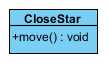 CloseStar
+move() : void